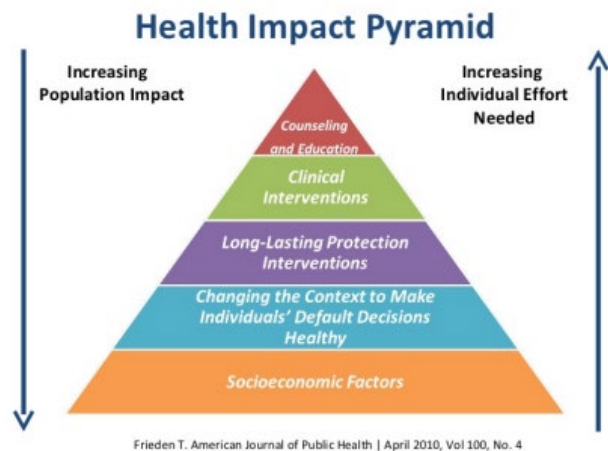 Health Impact Pyramid
Increasing
Population Impact
Increasing
Individual Effort
Needed
Counseling
and Education
Clinical
Interventions
Long-Lasting Protection
Interventions
Changing the Context to Make
Individuals’ Default Decisions
Healthy
Socioeconomic Factors
Frieden T. American Journal of Public Health | April 2010, Vol 100, No. 4